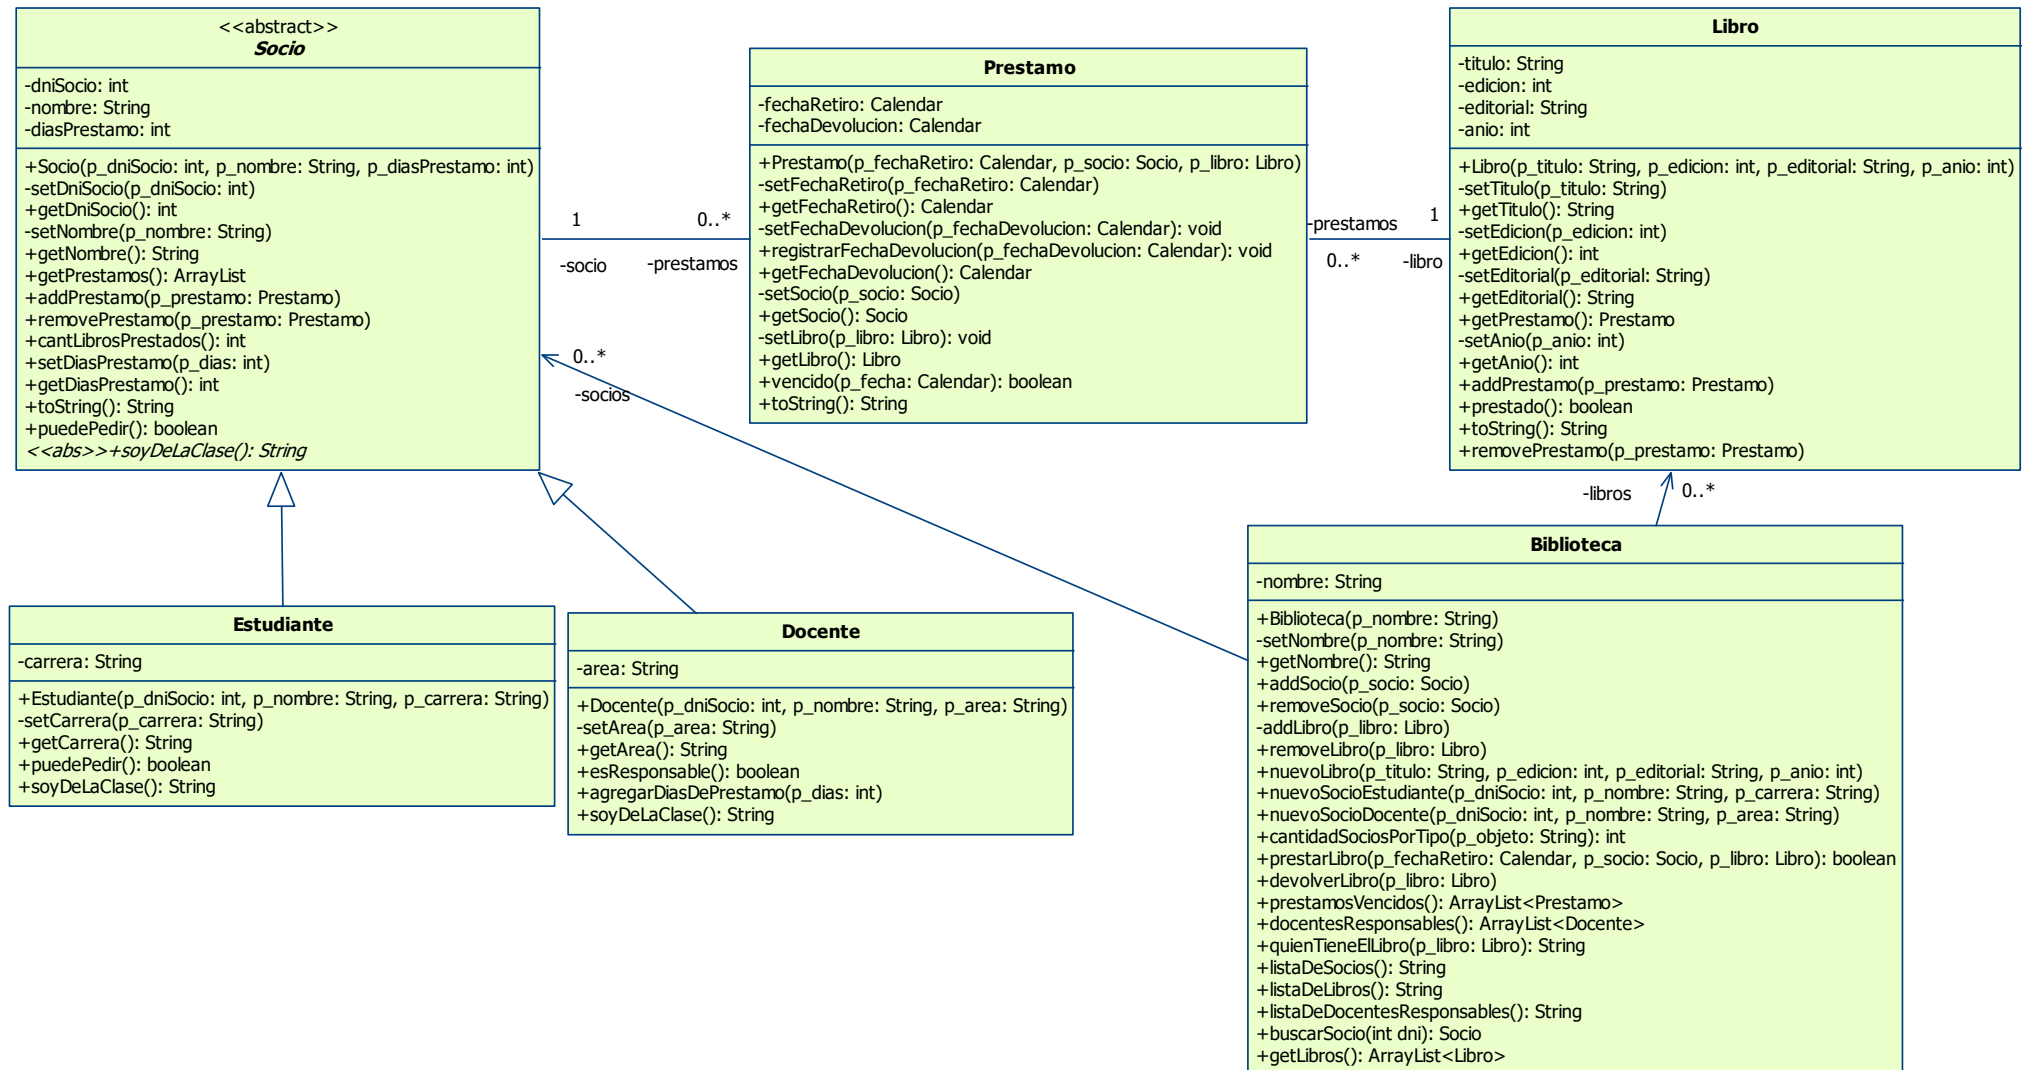 <<abstract>>
Socio
-dniSocio: int
-nombre: String
-diasPrestamo: int
+Socio(p_dniSocio: int, p_nombre: String, p_diasPrestamo: int)
-setDniSocio(p_dniSocio: int)
+getDniSocio(): int
-setNombre(p_nombre: String)
+getNombre(): String
+getPrestamos(): ArrayList
+addPrestamo(p_prestamo: Prestamo)
+removePrestamo(p_prestamo: Prestamo)
+cantLibrosPrestados(): int
+setDiasPrestamo(p_dias: int)
+getDiasPrestamo(): int
+toString(): String
+puedePedir(): boolean
<<abs>>+soyDeLaClase(): String
1
0..*
-socio
-prestamos
0..*
-socios
Prestamo
-fechaRetiro: Calendar
-fechaDevolucion: Calendar
+Prestamo(p_fechaRetiro: Calendar, p_socio: Socio, p_libro: Libro)
-setFechaRetiro(p_fechaRetiro: Calendar)
+getFechaRetiro(): Calendar
-setFechaDevolucion(p_fechaDevolucion: Calendar): void
+registrarFechaDevolucion(p_fechaDevolucion: Calendar): void
+getFechaDevolucion(): Calendar
-setSocio(p_socio: Socio)
+getSocio(): Socio
-setLibro(p_libro: Libro): void
+getLibro(): Libro
+vencido(p_fecha: Calendar): boolean
+toString(): String
-prestamos
1
0..*
-libro
Libro
-titulo: String
-edicion: int
-editorial: String
-anio: int
+Libro(p_titulo: String, p_edicion: int, p_editorial: String, p_anio: int)
-setTitulo(p_titulo: String)
+getTitulo(): String
-setEdicion(p_edicion: int)
+getEdicion(): int
-setEditorial(p_editorial: String)
+getEditorial(): String
+getPrestamo(): Prestamo
-setAnio(p_anio: int)
+getAnio(): int
+addPrestamo(p_prestamo: Prestamo)
+prestado(): boolean
+toString(): String
+removePrestamo(p_prestamo: Prestamo)
-libros
0..*
Estudiante
-carrera: String
+Estudiante(p_dniSocio: int, p_nombre: String, p_carrera: String)
-setCarrera(p_carrera: String)
+getCarrera(): String
+puedePedir(): boolean
+soyDeLaClase(): String
Docente
-area: String
+Docente(p_dniSocio: int, p_nombre: String, p_area: String)
-setArea(p_area: String)
+getArea(): String
+esResponsable(): boolean
+agregarDiasDePrestamo(p_dias: int)
+soyDeLaClase(): String
Biblioteca
-nombre: String
+Biblioteca(p_nombre: String)
-setNombre(p_nombre: String)
+getNombre(): String
+addSocio(p_socio: Socio)
+removeSocio(p_socio: Socio)
-addLibro(p_libro: Libro)
+removeLibro(p_libro: Libro)
+nuevoLibro(p_titulo: String, p_edicion: int, p_editorial: String, p_anio: int)
+nuevoSocioEstudiante(p_dniSocio: int, p_nombre: String, p_carrera: String)
+nuevoSocioDocente(p_dniSocio: int, p_nombre: String, p_area: String)
+cantidadSociosPorTipo(p_objeto: String): int
+prestarLibro(p_fechaRetiro: Calendar, p_socio: Socio, p_libro: Libro): boolean
+devolverLibro(p_libro: Libro)
+prestamosVencidos(): ArrayList<Prestamo>
+docentesResponsables(): ArrayList<Docente>
+quienTieneElLibro(p_libro: Libro): String
+listaDeSocios(): String
+listaDeLibros(): String
+listaDeDocentesResponsables(): String
+buscarSocio(int dni): Socio
+getLibros(): ArrayList<Libro>